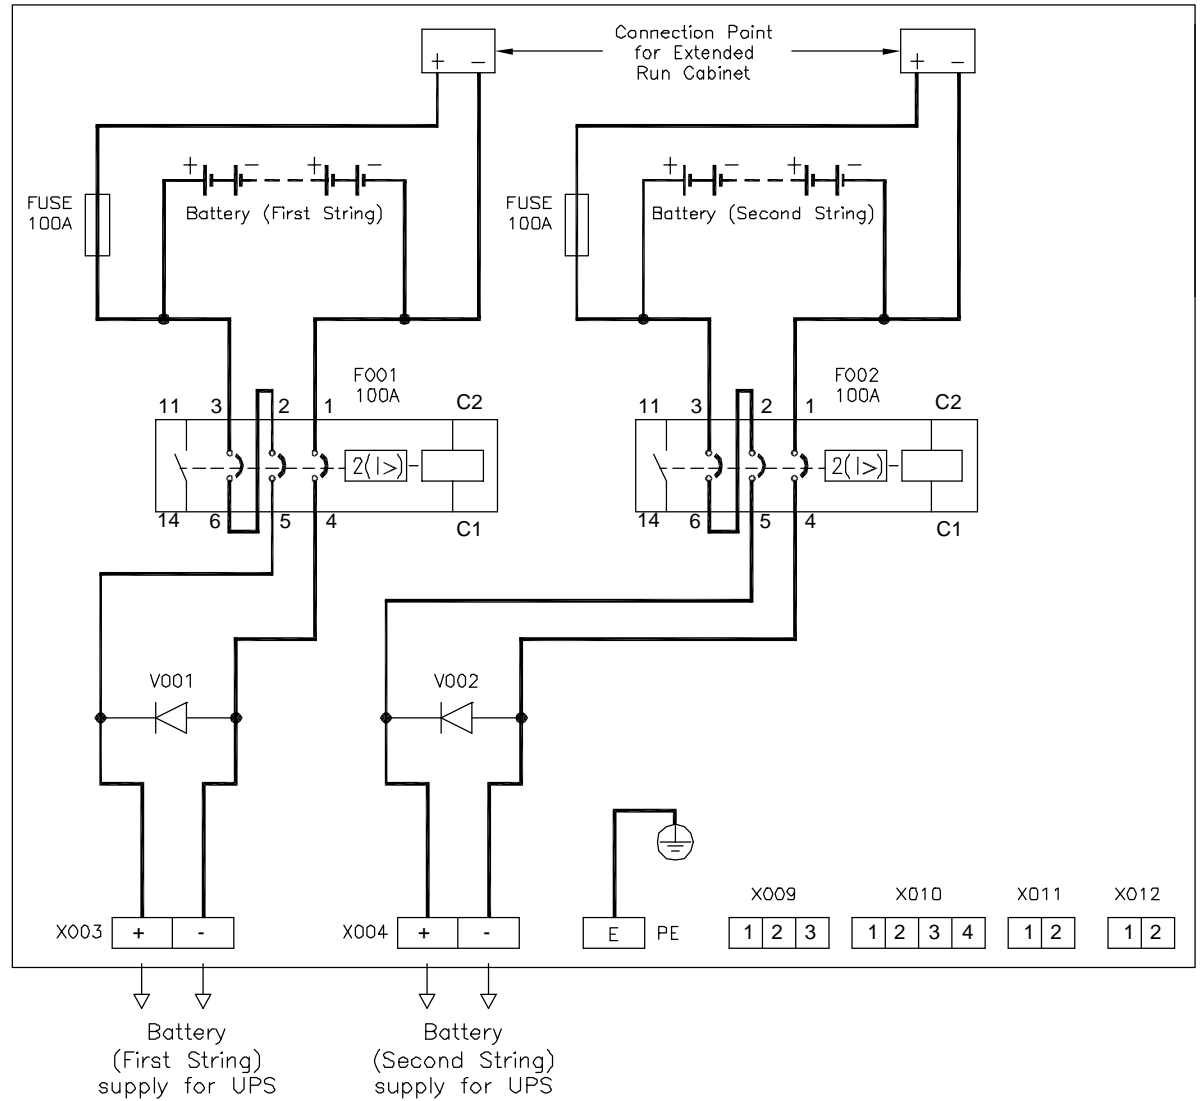 Connection Point
for Extended
Run Cabinet
+ −
+ −
+ − + −
+ − + −
FUSE
100A
Battery (First String)
FUSE
100A
Battery (Second String)
F001
100A
F002
100A
11 3 2 1 C2
11 3 2 1 C2
2(I>)
2(I>)
14 6 5 4 C1
14 6 5 4 C1
V001
V002
X009
X010
X011
X012
X003 + -
X004 + -
E PE
1 2 3
1 2 3 4
1 2
1 2
Battery
(First String)
supply for UPS
Battery
(Second String)
supply for UPS